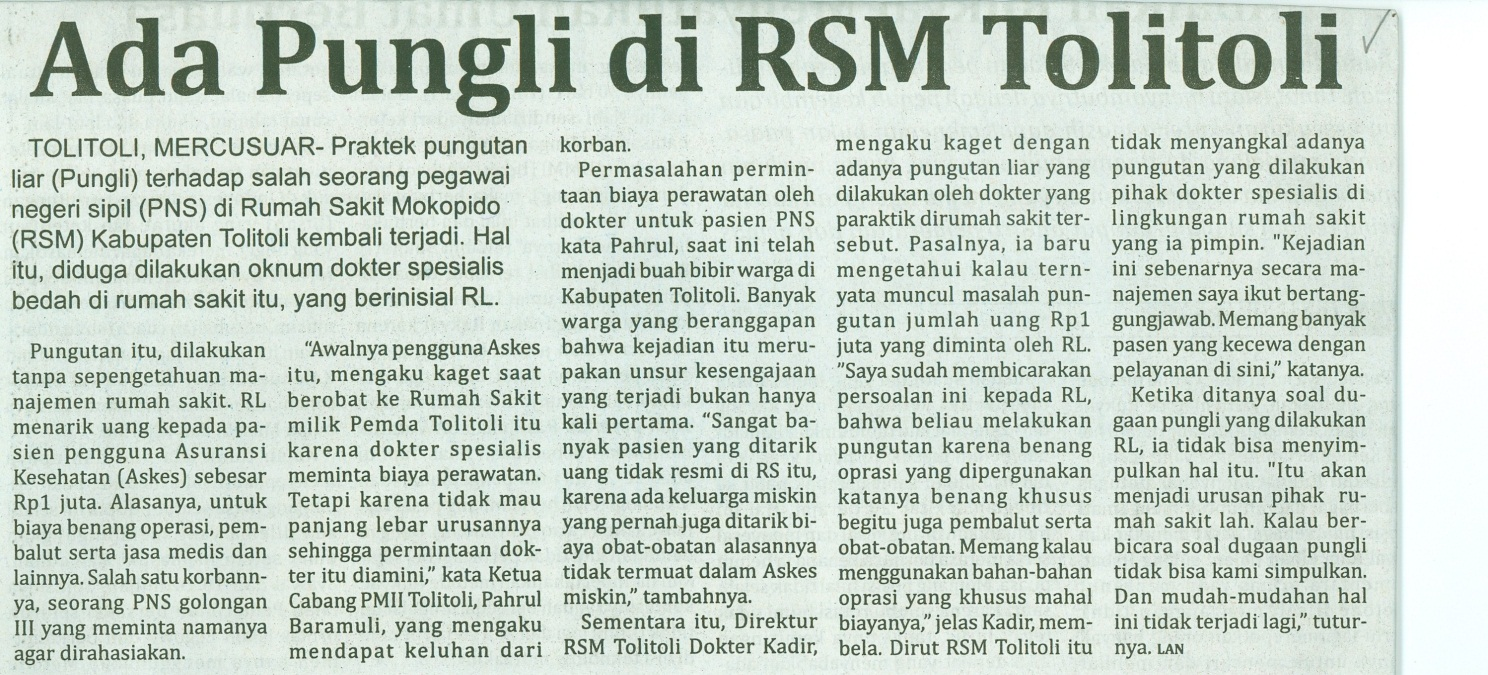 Ada Pungli di RSM Tolitoli
TOLITOLI, MERCUSUAR- Praktek pungutan
liar (Pungli) terhadap salah seorang pegawai
negeri sipil (PNS) di Rumah Sakit Mokopido
(RSM) Kabupaten Tolitoli kembali terjadi. Hal
itu, diduga dilakukan oknum dokter spesialis
bedah di rumah sakit itu, yang berinisial RL.
Pungutan itu, dilakukan
tanpa sepengetahuan ma-
najemen rumah sakit. RL
menarik uang kepada pa-
sien pengguna Asuransi
Kesehatan (Askes) sebesar
Rp1 juta. Alasanya, untuk
biaya benang operasi, pem-
balut serta jasa medis dan
lainnya. Salah satu korbann-
ya, seorang PNS golongan
III yang meminta namanya
agar dirahasiakan.
“Awalnya pengguna Askes
itu, mengaku kaget saat
berobat ke Rumah Sakit
milik Pemda Tolitoli itu
karena dokter spesialis
meminta biaya perawatan.
Tetapi karena tidak mau
panjang lebar urusannya
sehingga permintaan dok-
ter itu diamini,” kata Ketua
Cabang PMII Tolitoli, Pahrul
Baramuli, yang mengaku
mendapat keluhan dari
korban.
Permasalahan permin-
taan biaya perawatan oleh
dokter untuk pasien PNS
kata Pahrul, saat ini telah
menjadi buah bibir warga di
Kabupaten Tolitoli. Banyak
warga yang beranggapan
bahwa kejadian itu meru-
pakan unsur kesengajaan
yang terjadi bukan hanya
kali pertama. “Sangat ba-
nyak pasien yang ditarik
uang tidak resmi di RS itu,
karena ada keluarga miskin
yang pernah juga ditarik bi-
aya obat-obatan alasannya
tidak termuat dalam Askes
miskin,” tambahnya.
Sementara itu, Direktur
RSM Tolitoli Dokter Kadir,
mengaku kaget dengan
adanya pungutan liar yang
dilakukan oleh dokter yang
paraktik dirumah sakit ter-
sebut. Pasalnya, ia baru
mengetahui kalau tern-
yata muncul masalah pun-
gutan jumlah uang Rp1
juta yang diminta oleh RL.
”Saya sudah membicarakan
persoalan ini kepada RL,
bahwa beliau melakukan
pungutan karena benang
oprasi yang dipergunakan
katanya benang khusus
begitu juga pembalut serta
obat-obatan. Memang kalau
menggunakan bahan-bahan
oprasi yang khusus mahal
biayanya,” jelas Kadir, mem-
bela. Dirut RSM Tolitoli itu
tidak menyangkal adanya
pungutan yang dilakukan
pihak dokter spesialis di
lingkungan rumah sakit
yang ia pimpin. "Kejadian
ini sebenarnya secara ma-
najemen saya ikut bertang-
gungjawab. Memang banyak
pasen yang kecewa dengan
pelayanan di sini,” katanya.
Ketika ditanya soal du-
gaan pungli yang dilakukan
RL, ia tidak bisa menyim-
pulkan hal itu. "Itu akan
menjadi urusan pihak ru-
mah sakit lah. Kalau ber-
bicara soal dugaan pungli
tidak bisa kami simpulkan.
Dan mudah-mudahan hal
ini tidak terjadi lagi,” tutur-
nya. LAN